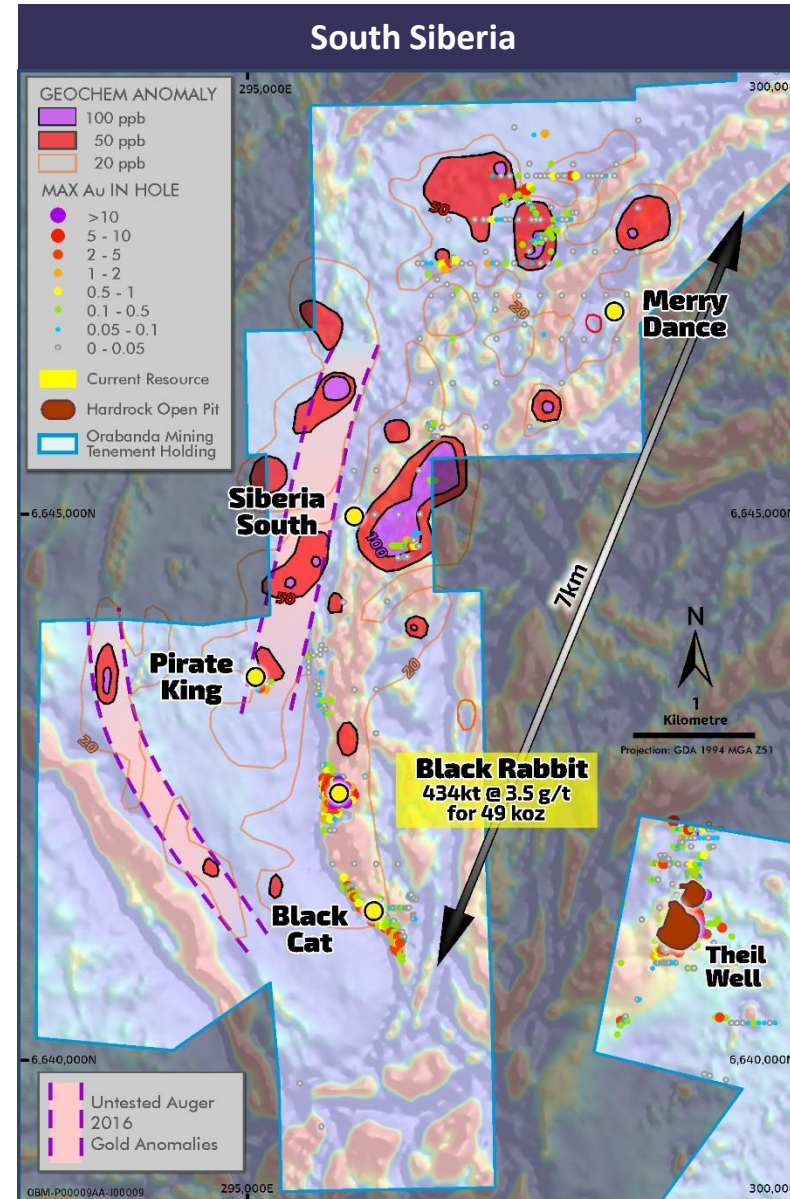 South Siberia
295,000E
300,00
GEOCHEM ANOMALY
100 ppb
50 ppb
20 ppb
MAX Au IN HOLE
>10
5 - 10
2 - 5
1 - 2
0.5 - 1
0.1 - 0.5
0.05 - 0.1
0 - 0.05
Current Resource
Hardrock Open Pit
Orabanda Mining
Tenement Holding
50
20
Merry
Dance
6,645,000N
Siberia
South
100
6,645,000N
50
7km
20
Pirate
King
N
1
Kilometre
Projection: GDA 1994 MGA Z51
20
Black Rabbit
434kt @ 3.5 g/t
for 49 koz
Black
Cat
Theil
Well
6,640,000N
6,640,000N
Untested Auger
2016
Gold Anomalies
OBM-P00009AA-J00009
295,000E
300,00